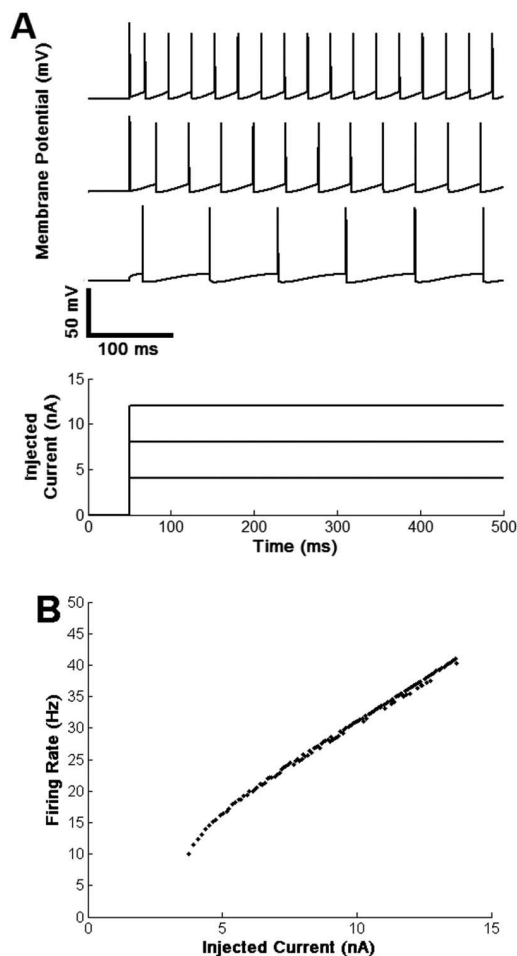 A
Membrane Potential (mV)
50 mV
100 ms
Injected
Current (nA)
15
10
5
0
0
100
200
300
400
500
Time (ms)
B
Firing Rate (Hz)
50
45
40
35
30
25
20
15
10
5
0
0
5
10
15
Injected Current (nA)